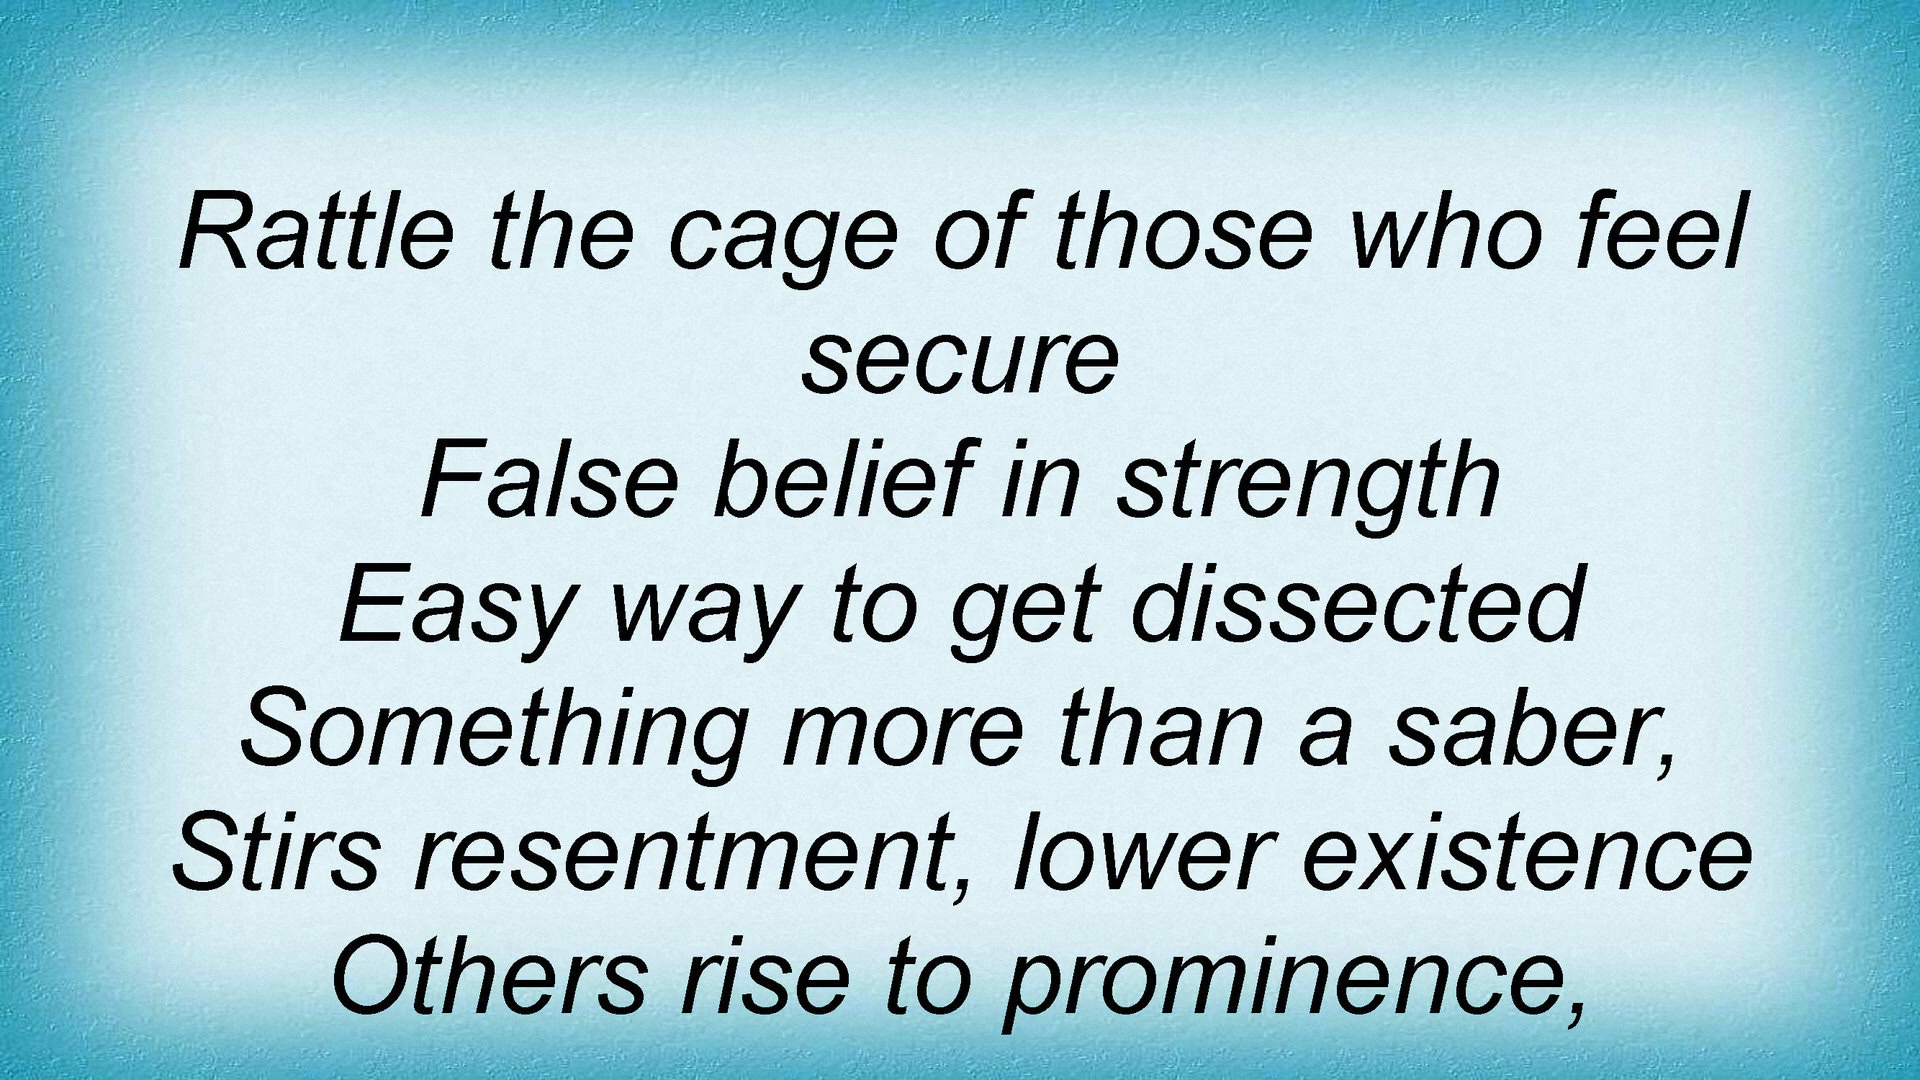 Rattle the cage of those who feel
secure
False belief in strength
Easy way to get dissected
Something more than a saber,
Stirs resentment, lower existence
Others rise to prominence,